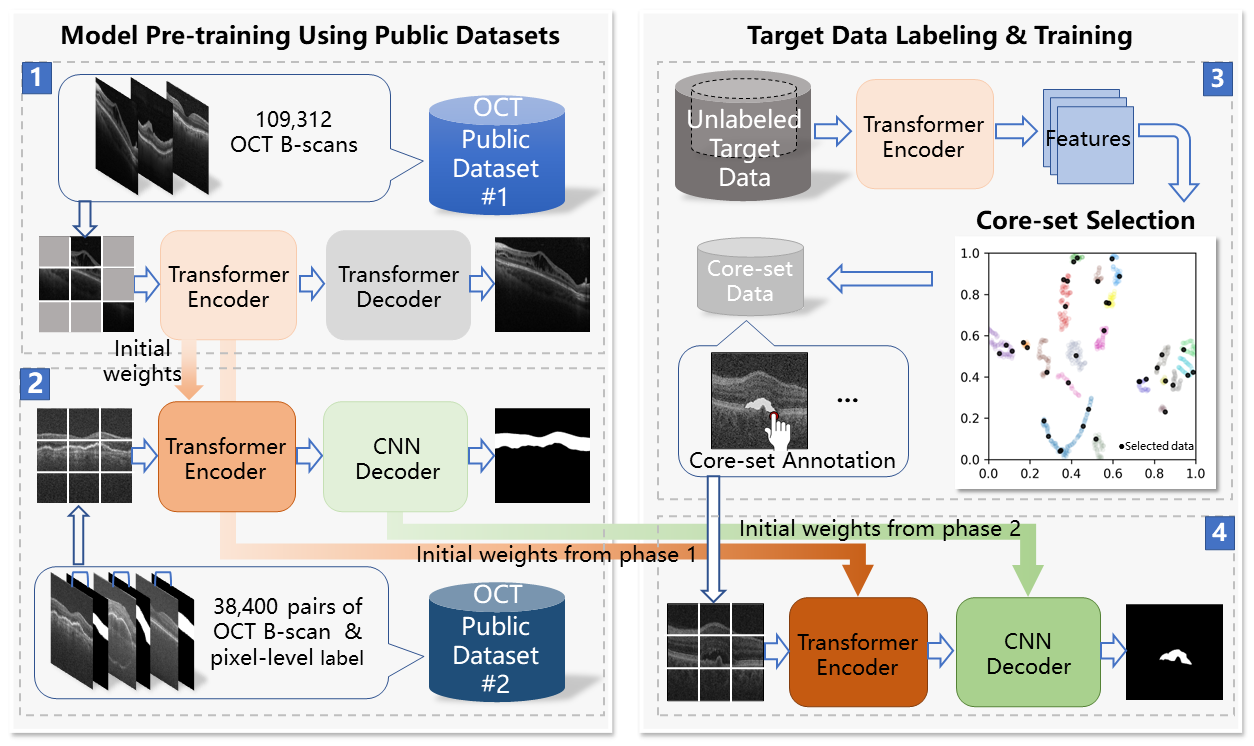 Model Pre-training Using Public Datasets
1
109,312
OCT B-scans
OCT
Public
Dataset
#1
Transformer
Encoder
Transformer
Decoder
Initial
weights
2
Transformer
Encoder
CNN
Decoder
Initial weights from phase 2
Initial weights from phase 1
38,400 pairs of
OCT B-scan &
pixel-level label
OCT
Public
Dataset
#2
Target Data Labeling & Training
3
Unlabeled
Target
Data
Transformer
Encoder
Features
Core-set Selection
1.0
0.8
0.6
0.4
0.2
0.0
0.0 0.2 0.4 0.6 0.8 1.0
Selected data
Core-set
Data
...
Core-set Annotation
4
Transformer
Encoder
CNN
Decoder